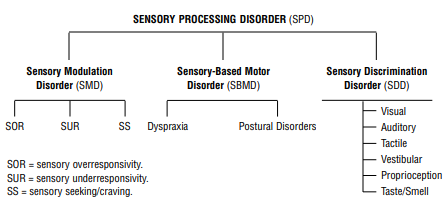 SENSORY PROCESSING DISORDER (SPD)
Sensory Modulation
Disorder (SMD)
Sensory-Based Motor
Disorder (SBMD)
Sensory Discrimination
Disorder (SDD)
SOR
SUR
SS
Dyspraxia
Postural Disorders
Visual
Auditory
Tactile
Vestibular
Proprioception
Taste/Smell
SOR = sensory overresponsivity.
SUR = sensory underresponsivity.
SS = sensory seeking/craving.